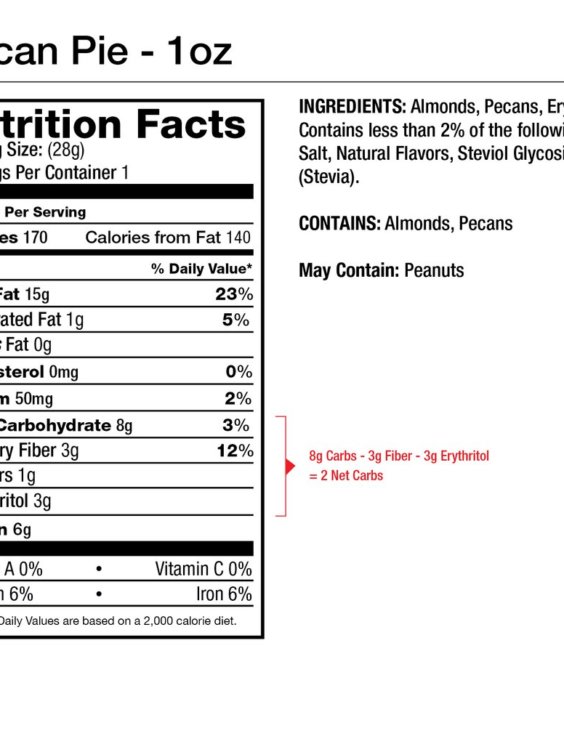 can Pie - 1oz
trition Facts
g Size: (28g)
gs Per Container 1
Per Serving
es 170 Calories from Fat 140
% Daily Value*
Fat 15g 23%
ated Fat 1g 5%
Fat 0g
sterol 0mg 0%
m 50mg 2%
Carbohydrate 8g 3%
ry Fiber 3g 12%
rs 1g
ritol 3g
n 6g
A 0% • Vitamin C 0%
m 6% • Iron 6%
Daily Values are based on a 2,000 calorie diet.
INGREDIENTS: Almonds, Pecans, Ery
Contains less than 2% of the followi
Salt, Natural Flavors, Steviol Glycosi
(Stevia).
CONTAINS: Almonds, Pecans
May Contain: Peanuts
8g Carbs - 3g Fiber - 3g Erythritol
= 2 Net Carbs